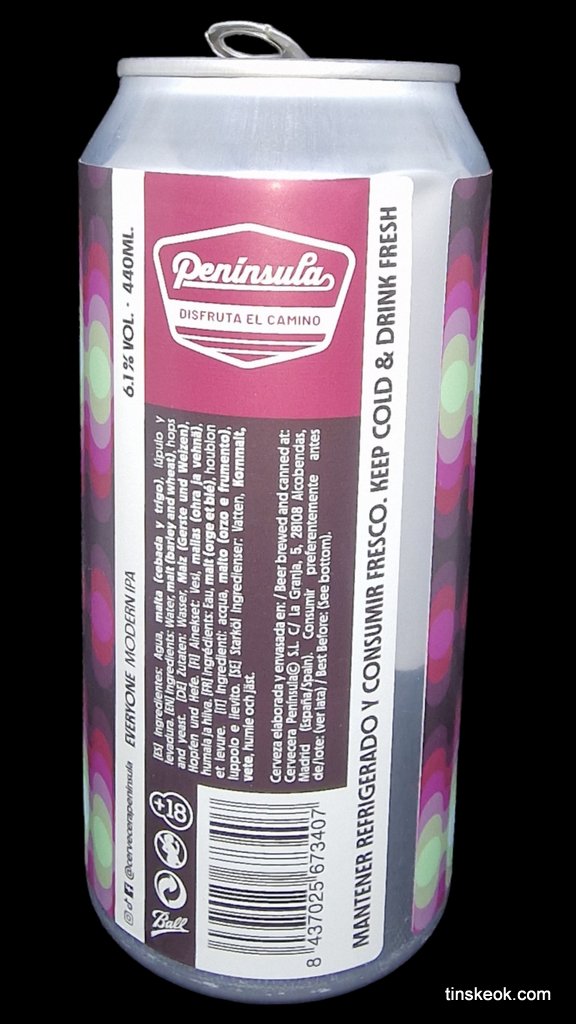 Península
DISFRUTA EL CAMINO
@cervecerapeninsula EVERYONE MODERN IPA 6.1% VOL. - 440ML.
[ES] Ingredientes: Agua, malta (cebada y trigo), lúpulo y
levadura. [EN] Ingredients: Water, malt (barley and wheat), hops
and yeast. [DE] Zutaten: Wasser, Malz (Gerste und Weizen),
Hopfen und Hefe. [FI] Ainekset: Vesi, mallas (ohra ja vehnä),
humala ja hiiva. [FR] Ingrédients: Eau, malt (orge et blé), houblon
et levure. [IT] Ingredienti: acqua, malto (orzo e frumento),
luppolo e lievito. [SE] Starköl Ingredienser: Vatten, Kornmalt,
vete, humle och jäst.
Cerveza elaborada y envasada en: / Beer brewed and canned at:
Cervecera Península© S.L. C/ La Granja, 5, 28108 Alcobendas,
Madrid (España/Spain). Consumir preferentemente antes
de/lote: (ver lata) / Best Before: (See bottom).
Ball
+18
8 437025 673407
MANTENER REFRIGERADO Y CONSUMIR FRESCO. KEEP COLD & DRINK FRESH
tinskeok.com